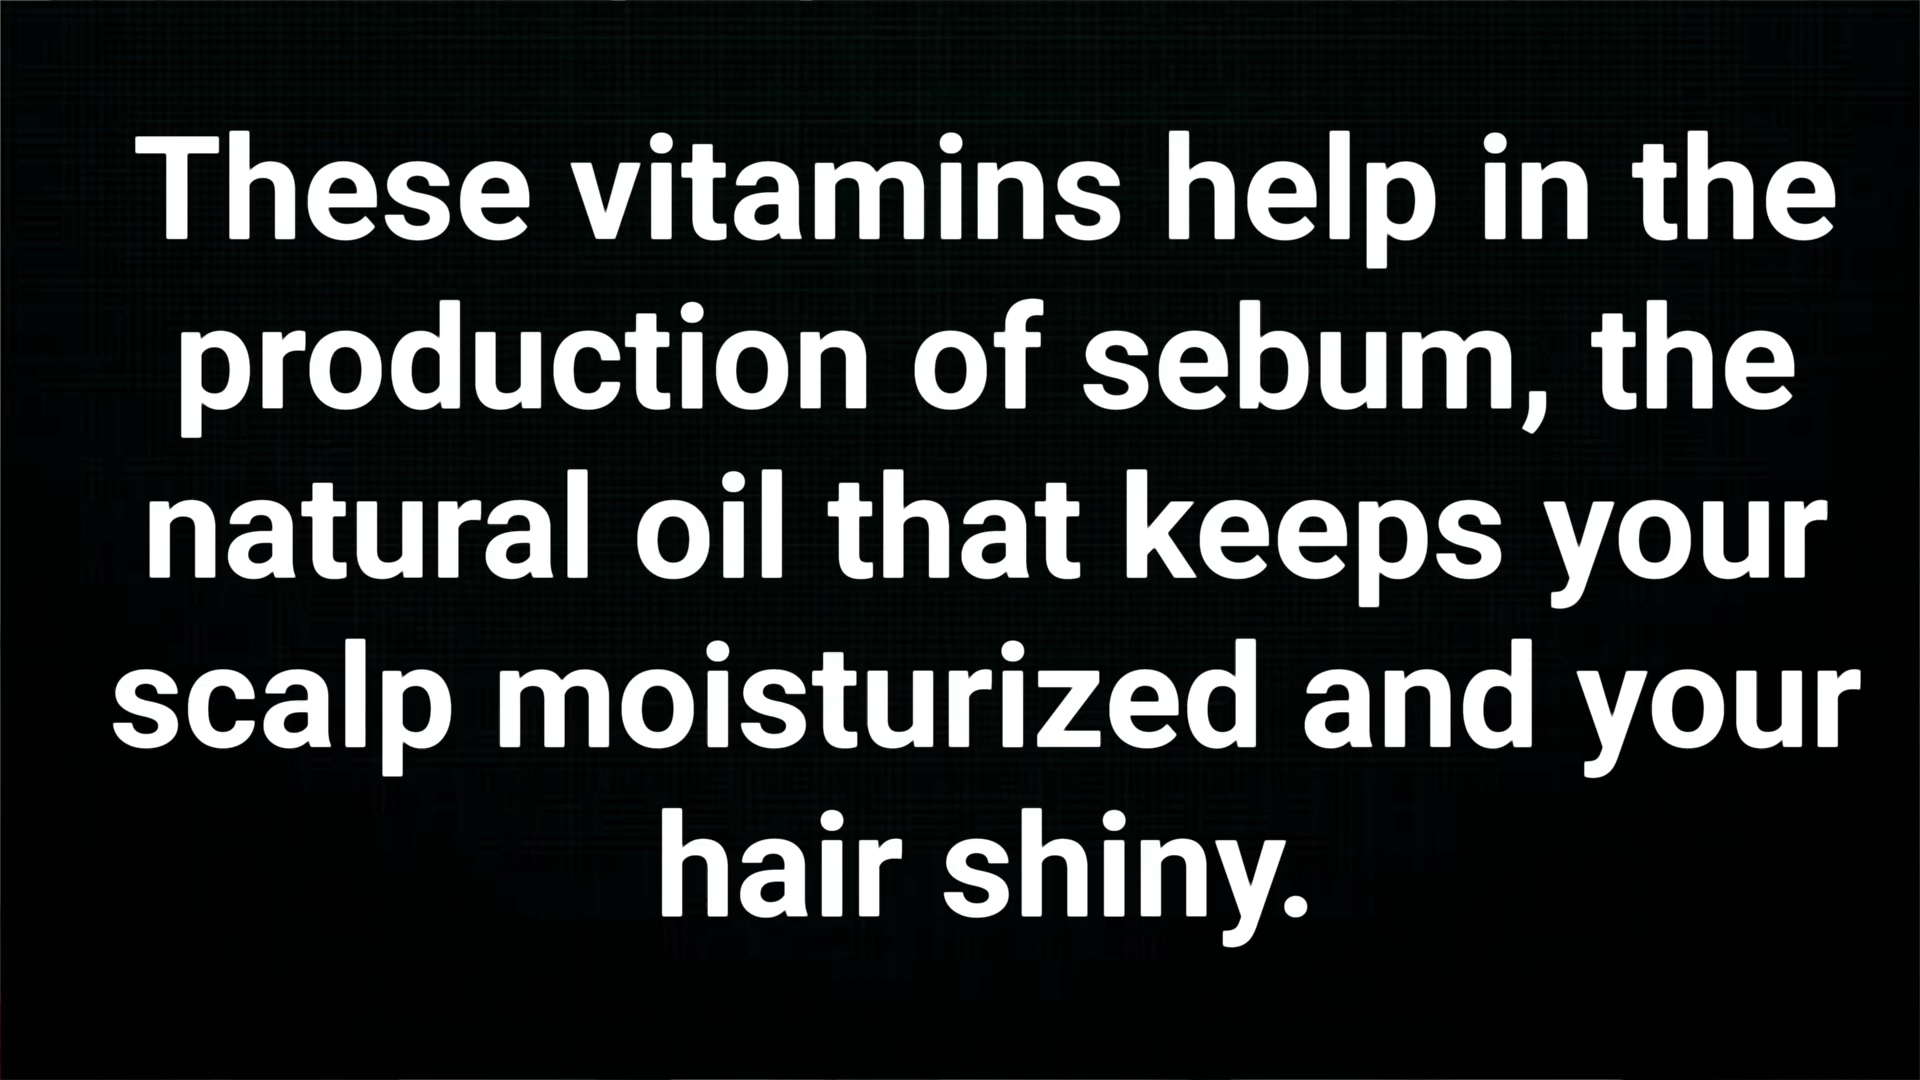 These vitamins help in the
production of sebum, the
natural oil that keeps your
scalp moisturized and your
hair shiny.